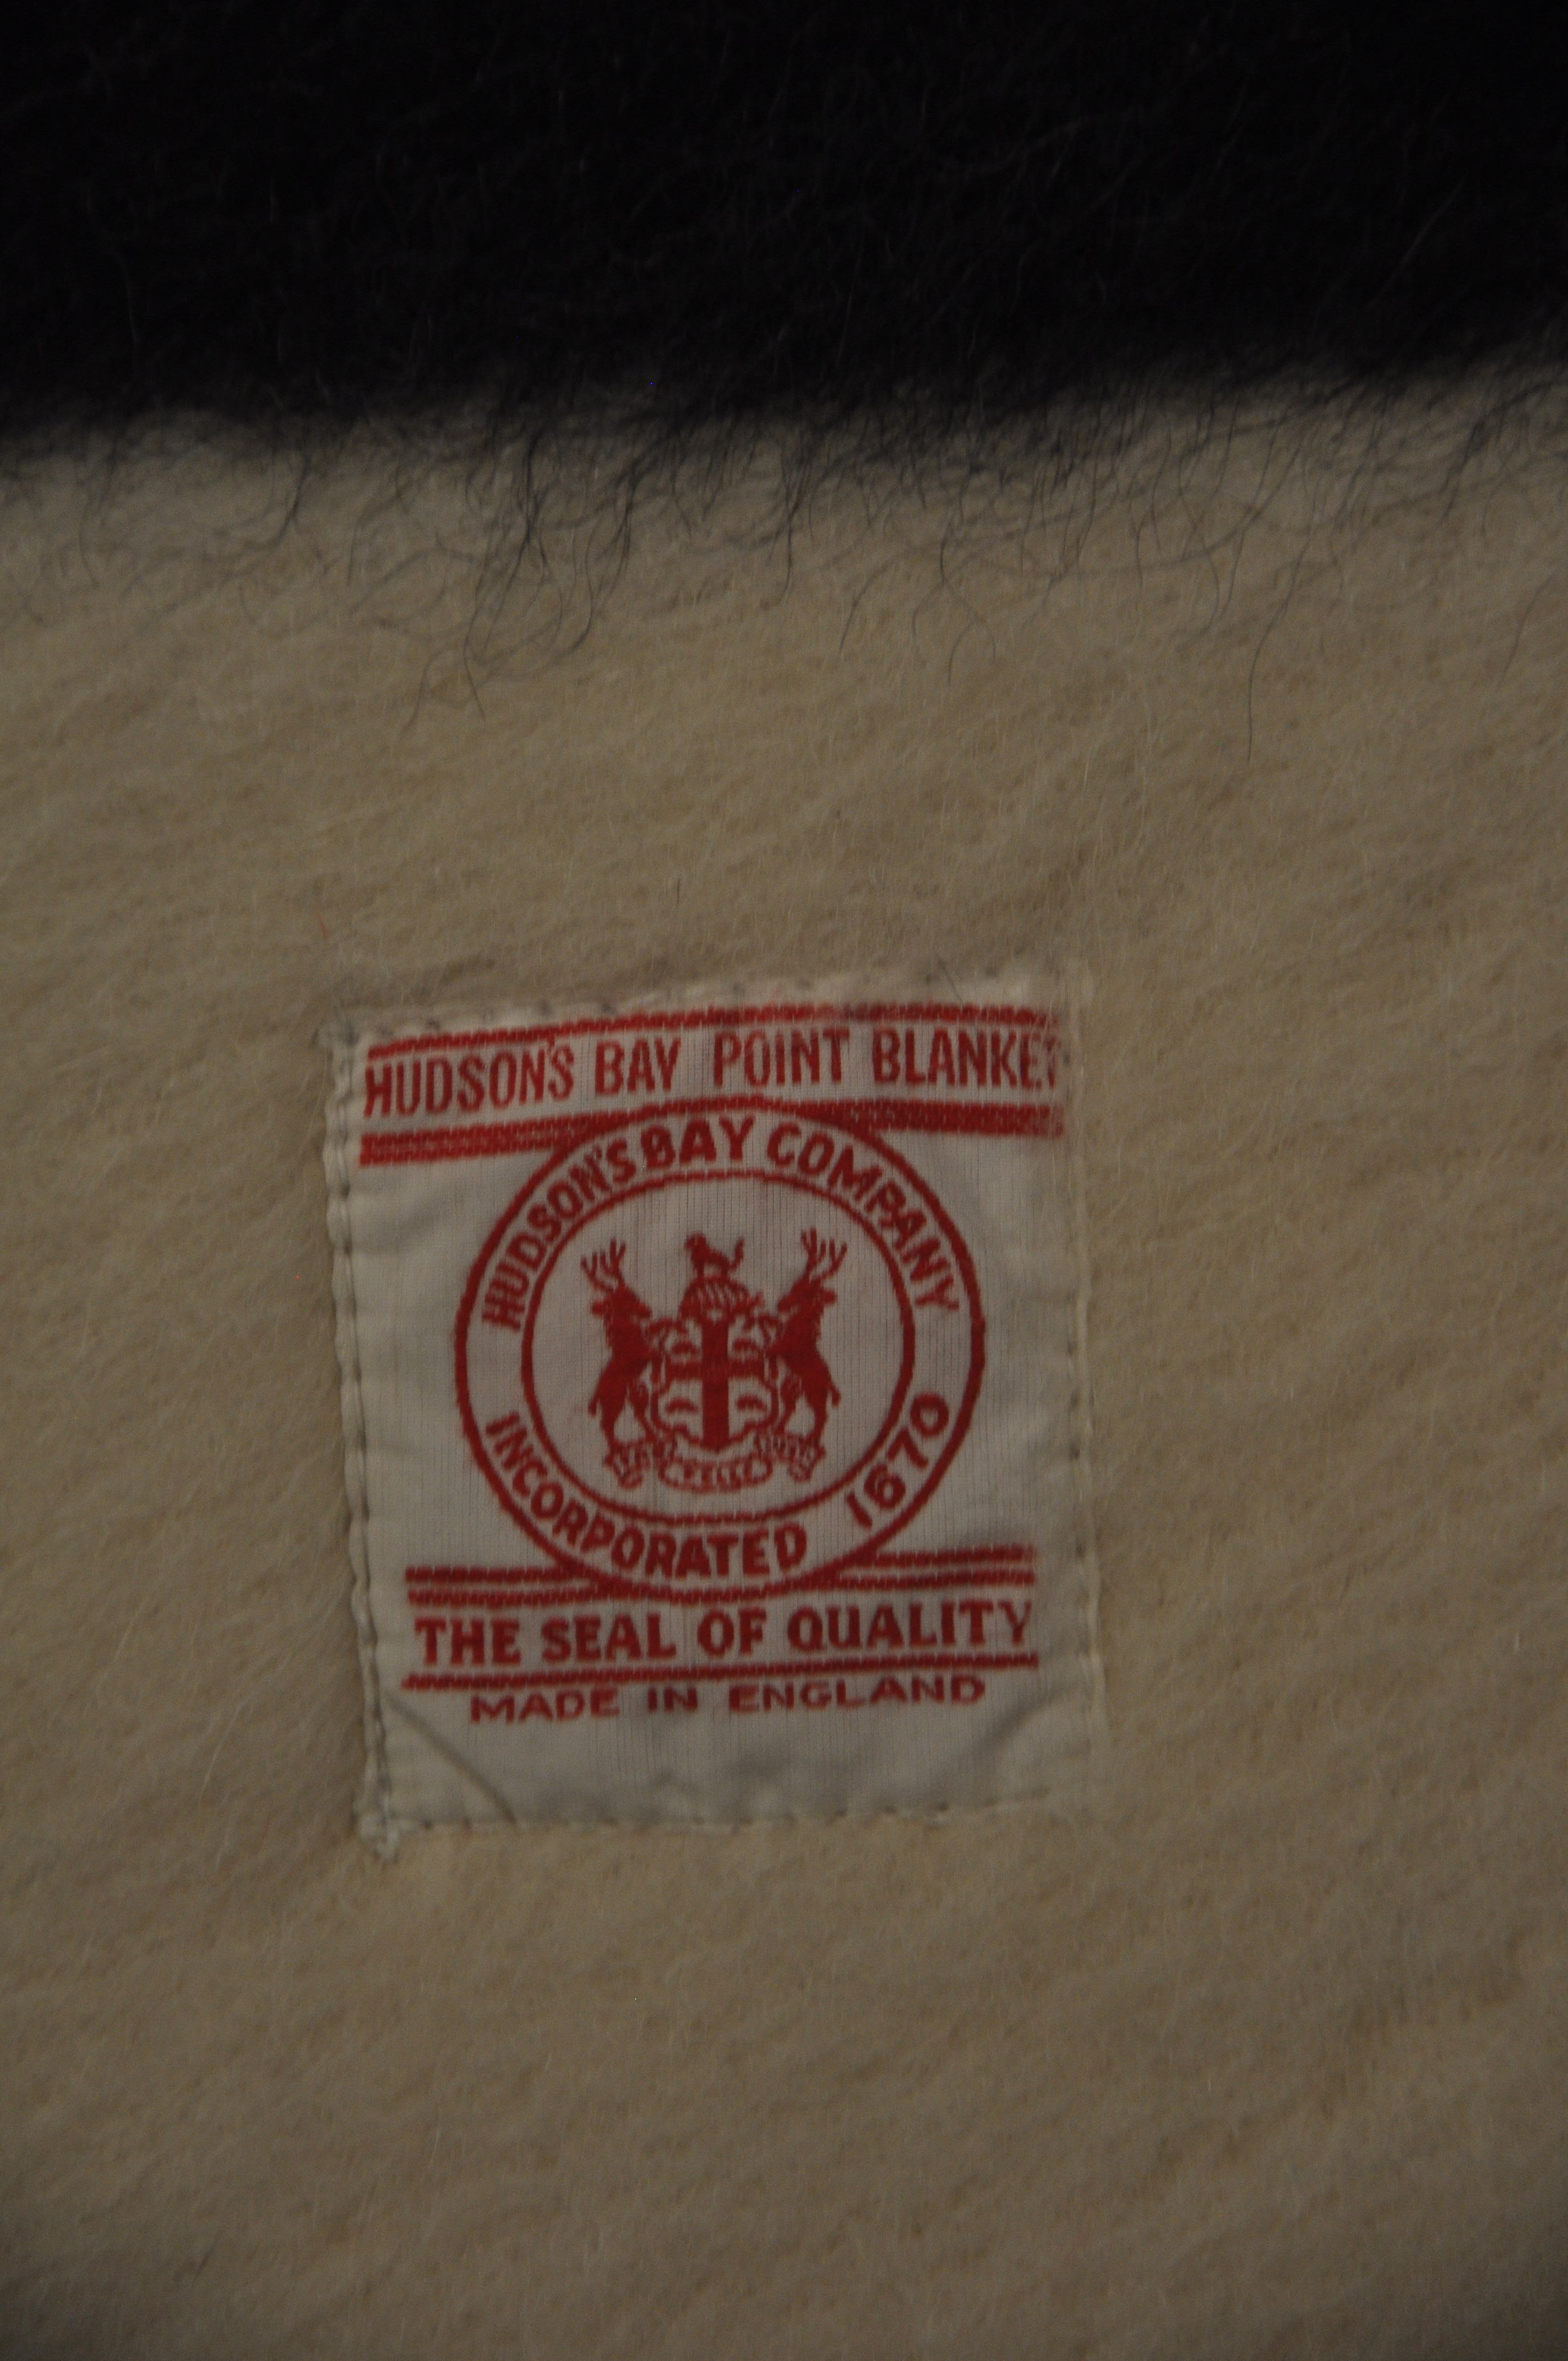 HUDSON'S BAY POINT BLANKET
HUDSON'S BAY COMPANY
INCORPORATED 1670
THE SEAL OF QUALITY
MADE IN ENGLAND